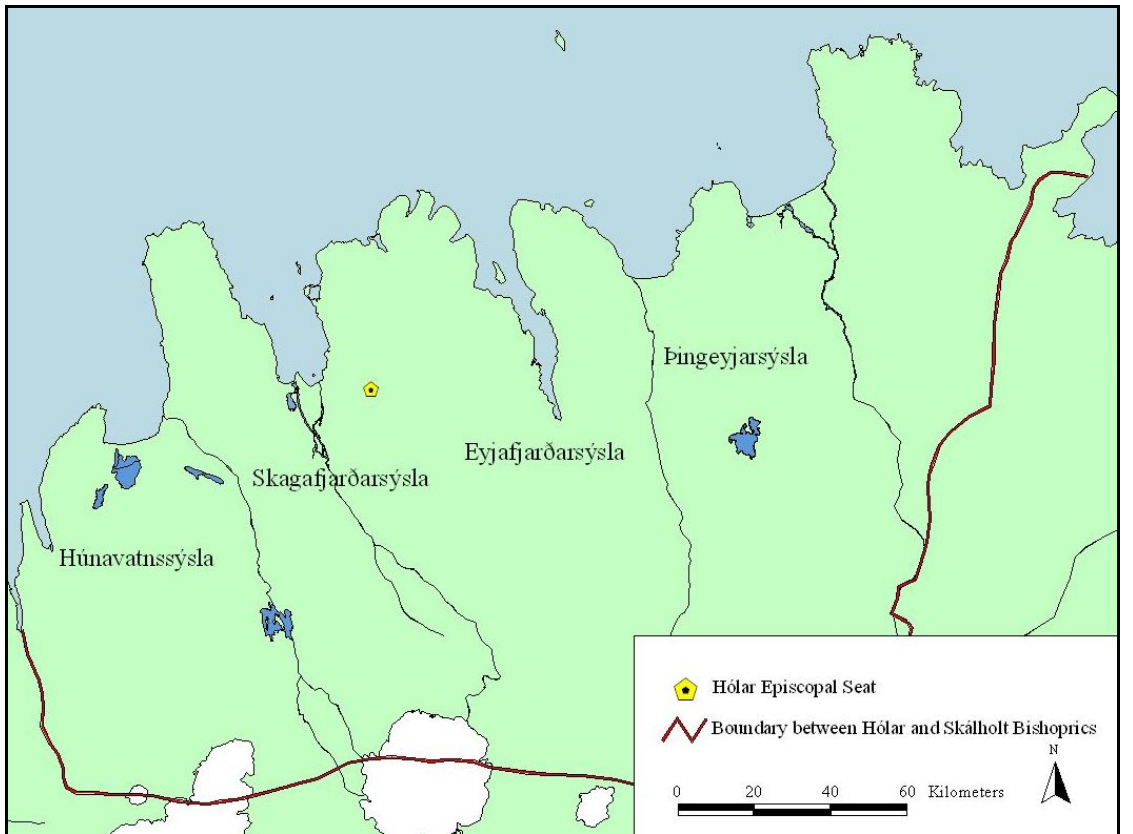 Þingeyjarsýsla
Eyjafjarðarsýsla
Skagafjarðarsýsla
Húnavatnssýsla
Hólar Episcopal Seat
Boundary between Hólar and Skálholt Bishoprics
N
0 20 40 60 Kilometers